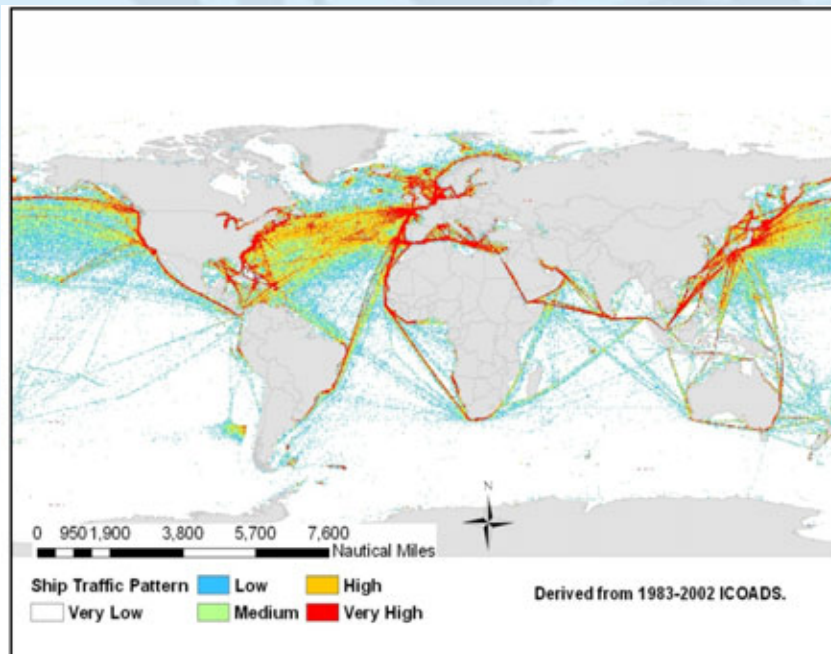 N
0 950 1,900 3,800 5,700 7,600
Nautical Miles
Ship Traffic Pattern Low High
Very Low Medium Very High
Derived from 1983-2002 ICOADS.